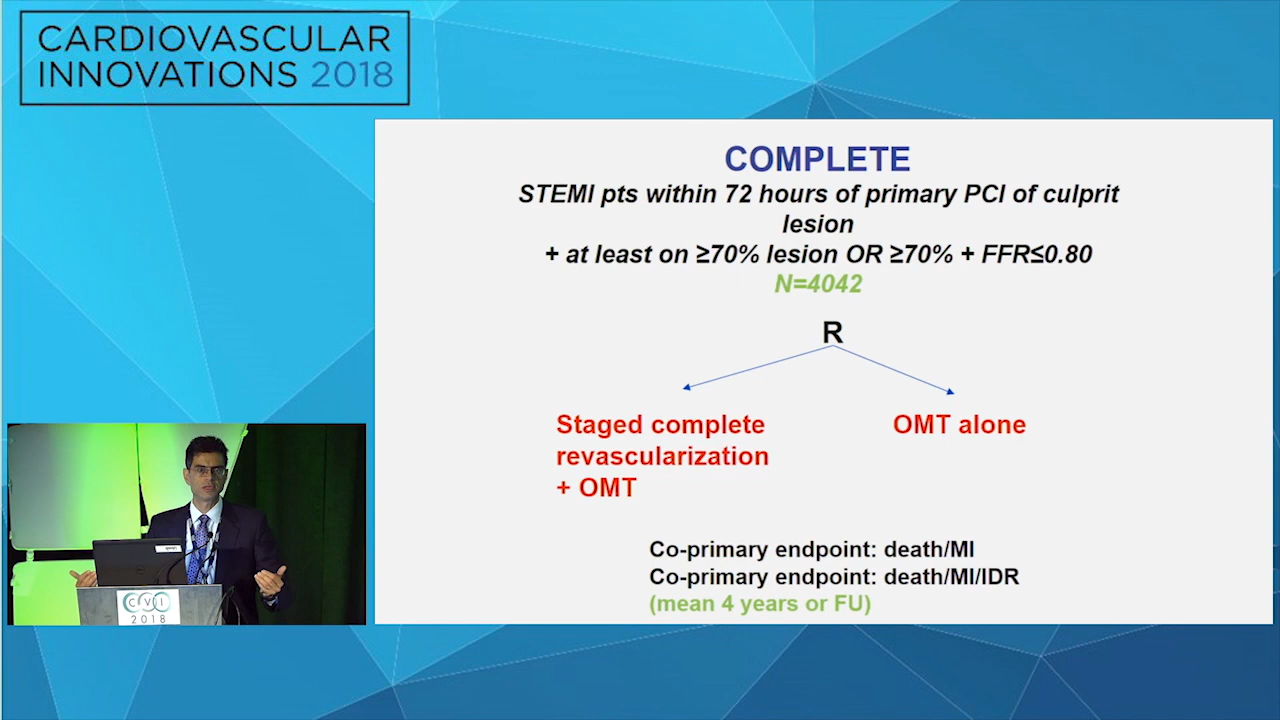 CARDIOVASCULAR
INNOVATIONS 2018
COMPLETE
STEMI pts within 72 hours of primary PCI of culprit
lesion
+ at least on ≥70% lesion OR ≥70% + FFR≤0.80
N=4042
R
Staged complete
revascularization
+ OMT
OMT alone
Co-primary endpoint: death/MI
Co-primary endpoint: death/MI/IDR
(mean 4 years or FU)
CVI
2018